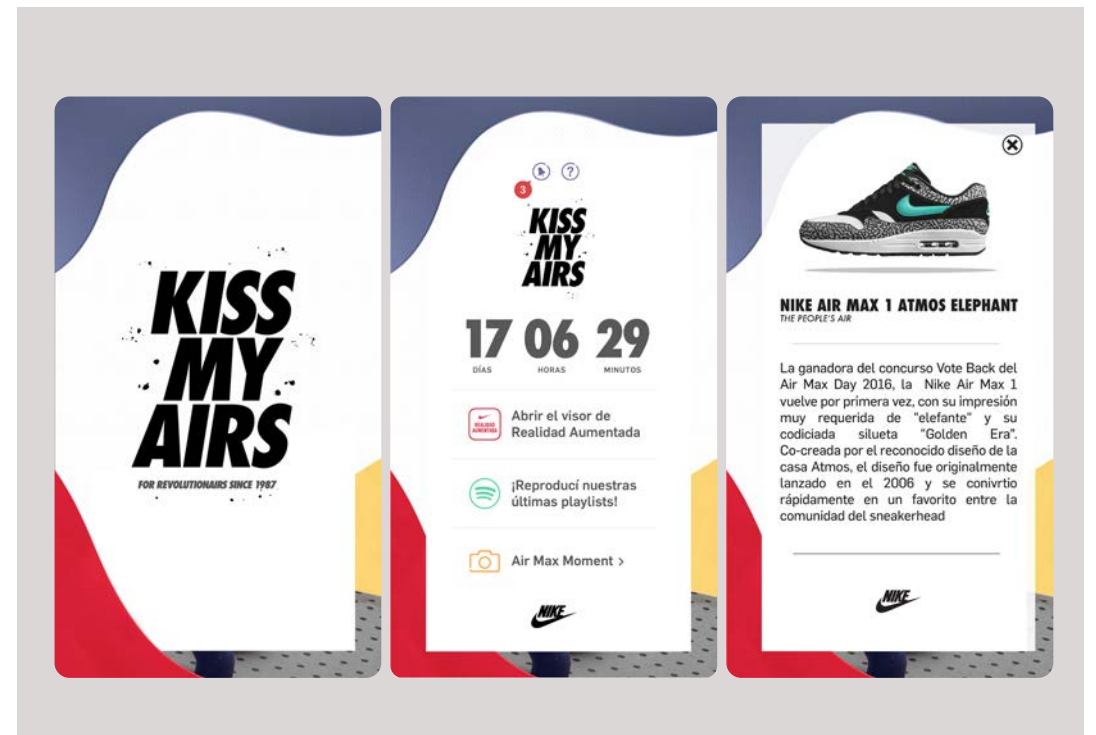 KISS
MY
AIRS
FOR REVOLUTIONAIRS SINCE 1987
?
3
KISS
MY
AIRS
17 06 29
DÍAS HORAS MINUTOS
REALIDAD
AUMENTADA
Abrir el visor de
Realidad Aumentada
¡Reproducí nuestras
últimas playlists!
Air Max Moment >
NIKE
NIKE AIR MAX 1 ATMOS ELEPHANT
THE PEOPLE'S AIR
La ganadora del concurso Vote Back del
Air Max Day 2016, la Nike Air Max 1
vuelve por primera vez, con su impresión
muy requerida de "elefante" y su
codiciada silueta "Golden Era".
Co-creada por el reconocido diseño de la
casa Atmos, el diseño fue originalmente
lanzado en el 2006 y se conivrtio
rápidamente en un favorito entre la
comunidad del sneakerhead
NIKE